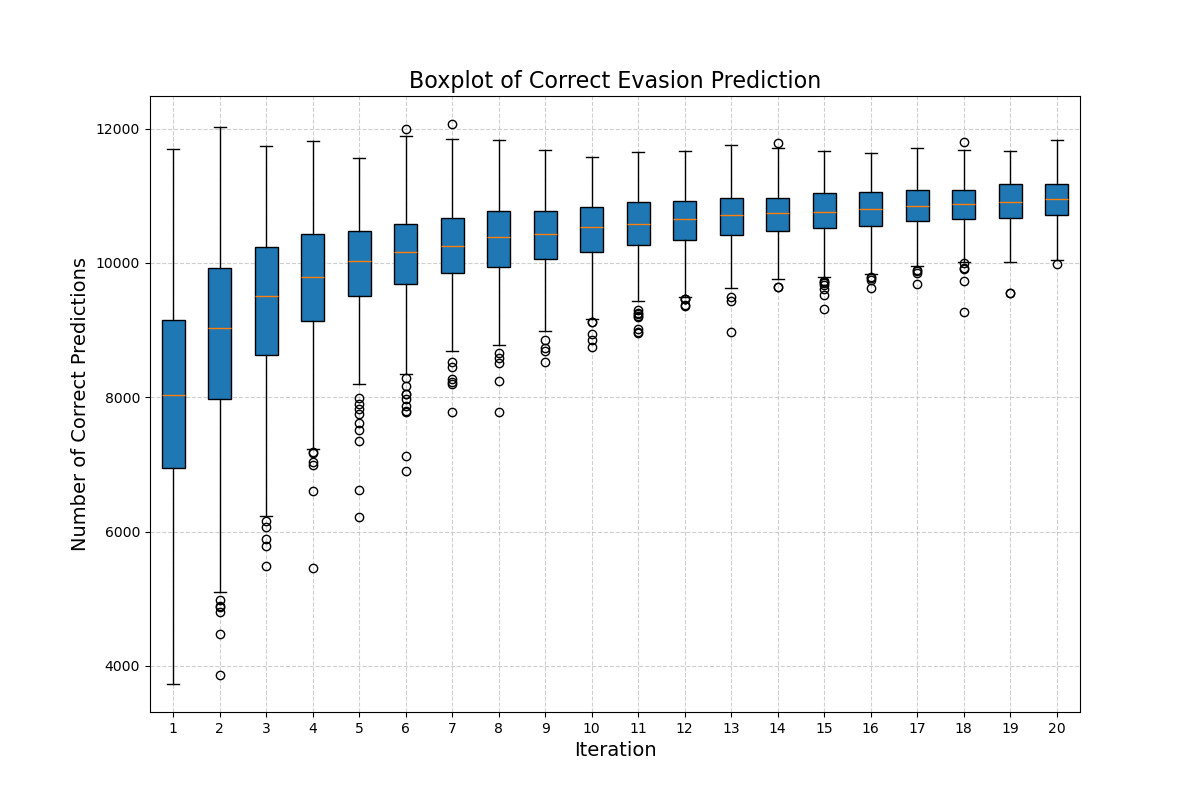 Boxplot of Correct Evasion Prediction
Number of Correct Predictions
12000
10000
8000
6000
4000
1 2 3 4 5 6 7 8 9 10 11 12 13 14 15 16 17 18 19 20
Iteration